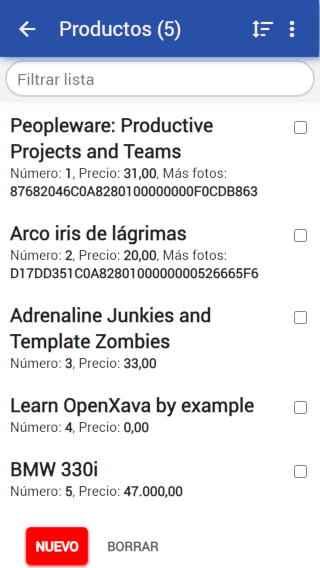 Productos (5)
Filtrar lista
Peopleware: Productive
Projects and Teams
Número: 1, Precio: 31,00, Más fotos:
87682046C0A8280100000000F0CDB863
Arco iris de lágrimas
Número: 2, Precio: 20,00, Más fotos:
D17DD351C0A8280100000000526665F6
Adrenaline Junkies and
Template Zombies
Número: 3, Precio: 33,00
Learn OpenXava by example
Número: 4, Precio: 0,00
BMW 330i
Número: 5, Precio: 47.000,00
NUEVO BORRAR